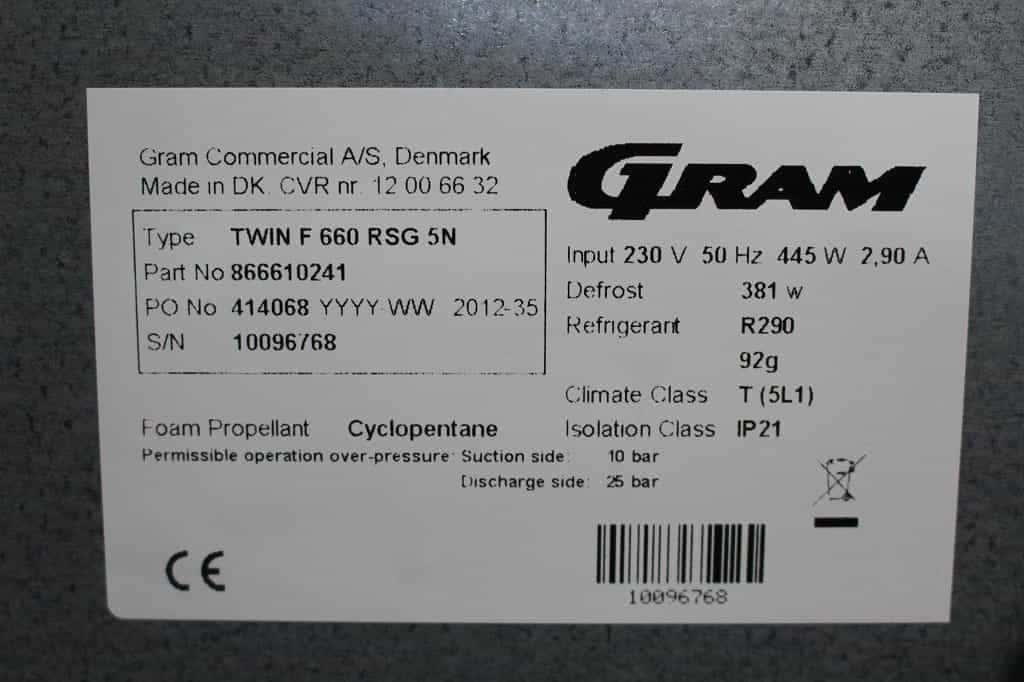 Gram Commercial A/S, Denmark
Made in DK. CVR nr. 12 00 66 32
GRAM
Type TWIN F 660 RSG 5N
Part No 866610241
PO No 414068 YYYY-WW 2012-35
S/N 10096768
Input 230 V 50 Hz 445 W 2,90 A
Defrost 381 w
Refrigerant R290
92g
Climate Class T (5L1)
Isolation Class IP21
Foam Propellant Cyclopentane
Permissible operation over-pressure: Suction side: 10 bar
Discharge side: 25 bar
CE
10096768